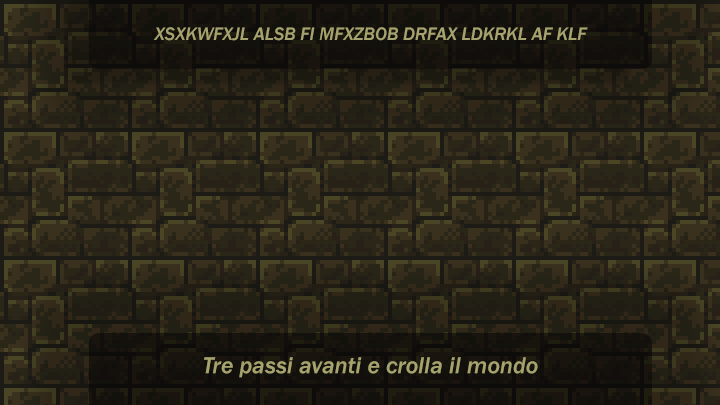 XSXKWFXJL ALSB FI MFXZBOB DRFAX LDKRKL AF KLF
Tre passi avanti e crolla il mondo